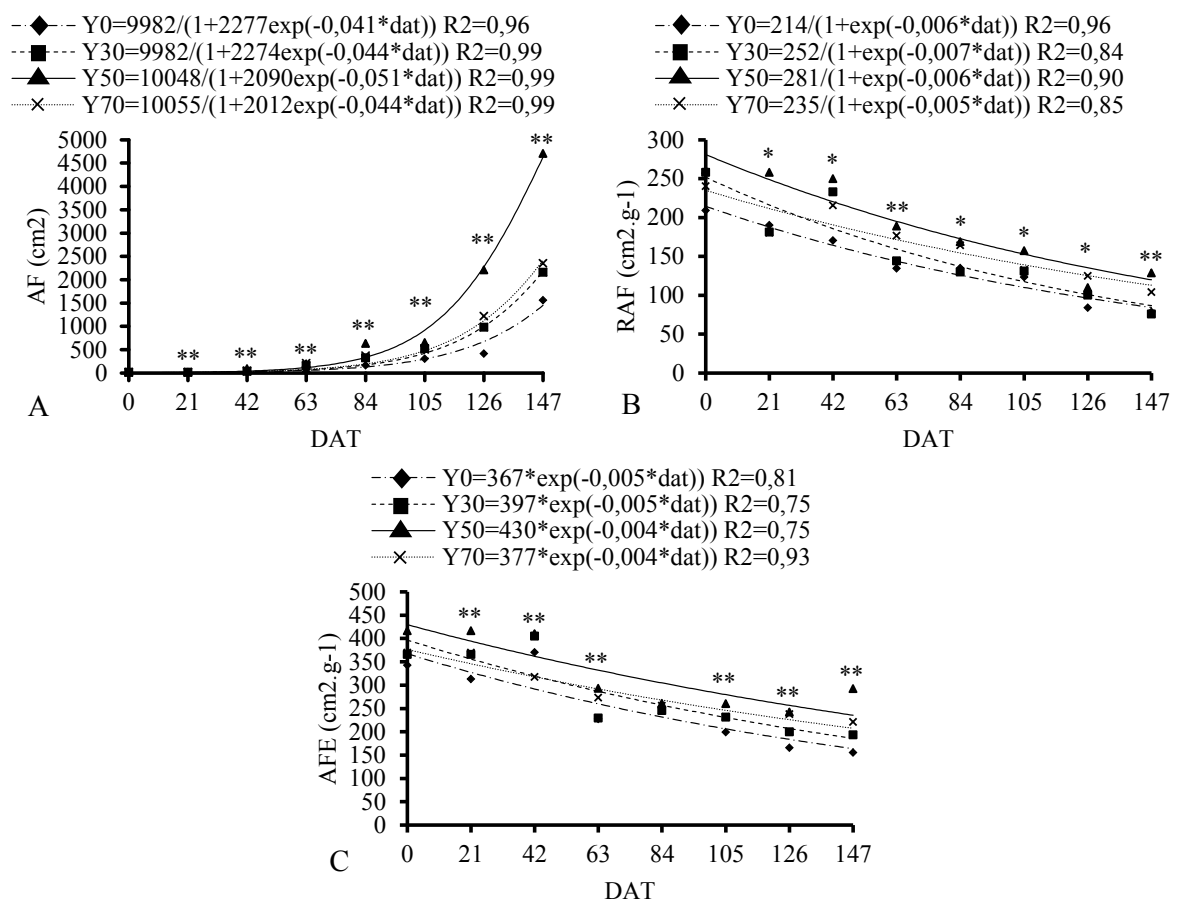 Y0=9982/(1+2277exp(-0,041*dat)) R2=0,96
Y30=9982/(1+2274exp(-0,044*dat)) R2=0,99
Y50=10048/(1+2090exp(-0,051*dat)) R2=0,99
Y70=10055/(1+2012exp(-0,044*dat)) R2=0,99
5000
4500
4000
3500
3000
2500
2000
1500
1000
500
0
AF (cm2)
** ** ** ** ** ** **
0 21 42 63 84 105 126 147
A
DAT
Y0=214/(1+exp(-0,006*dat)) R2=0,96
Y30=252/(1+exp(-0,007*dat)) R2=0,84
Y50=281/(1+exp(-0,006*dat)) R2=0,90
Y70=235/(1+exp(-0,005*dat)) R2=0,85
300
250
200
150
100
50
0
RAF (cm2.g-1)
* * ** * * * **
0 21 42 63 84 105 126 147
B
DAT
Y0=367*exp(-0,005*dat)) R2=0,81
Y30=397*exp(-0,005*dat)) R2=0,75
Y50=430*exp(-0,004*dat)) R2=0,75
Y70=377*exp(-0,004*dat)) R2=0,93
500
450
400
350
300
250
200
150
100
50
0
AFE (cm2.g-1)
** ** ** ** ** **
0 21 42 63 84 105 126 147
C
DAT